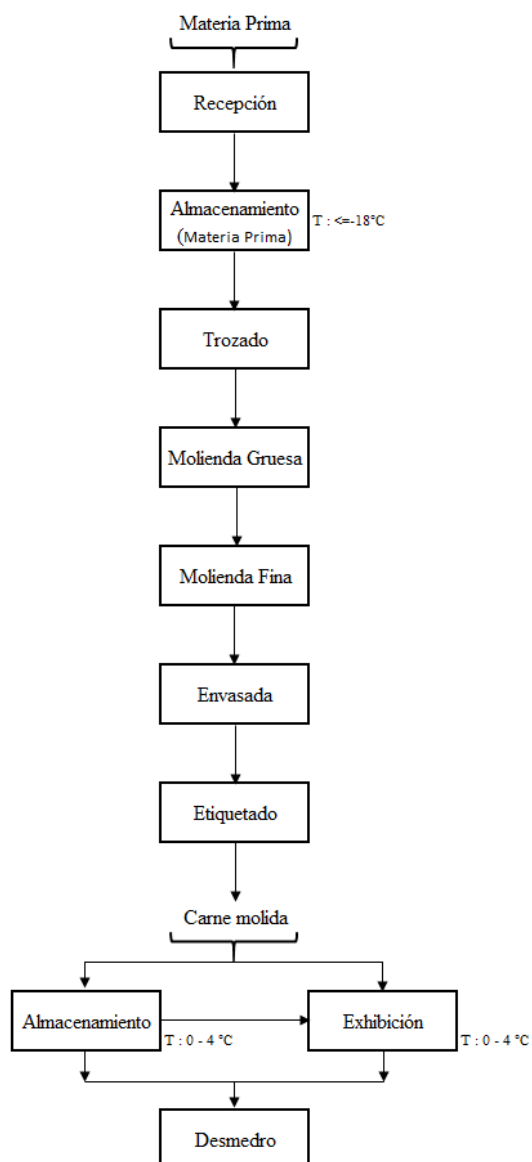 Materia Prima
Recepción
Almacenamiento
(Materia Prima)
T : <=-18°C
Trozado
Molienda Gruesa
Molienda Fina
Envasada
Etiquetado
Carne molida
Almacenamiento
T : 0 - 4 °C
Exhibición
T : 0 - 4 °C
Desmedro